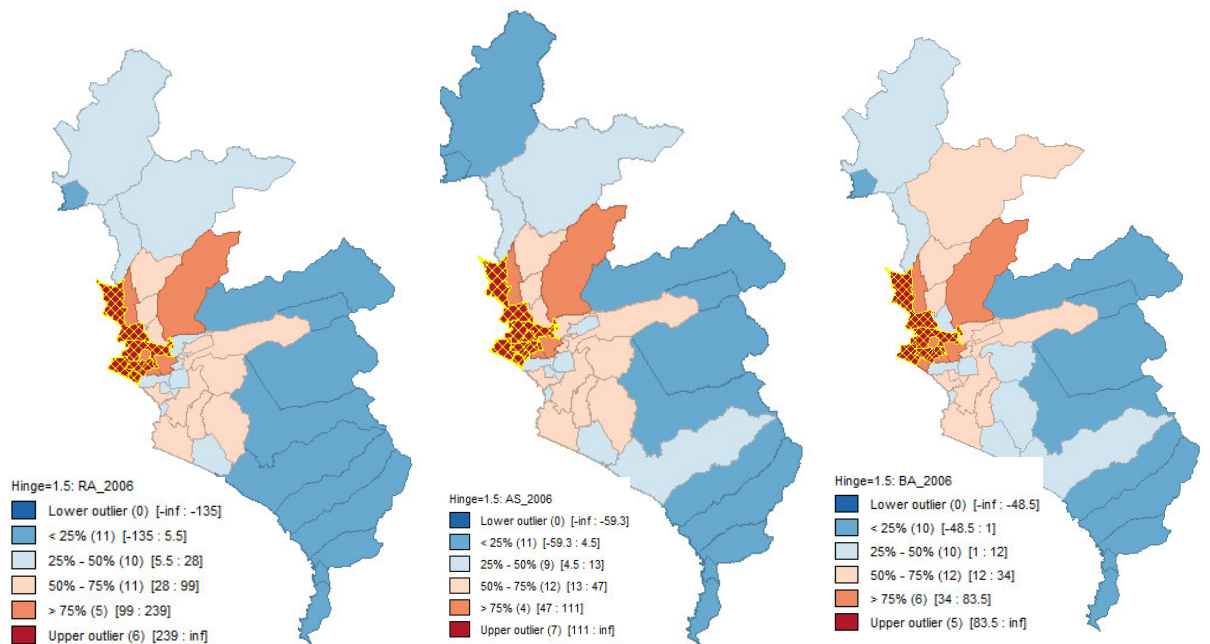 Hinge=1.5: RA_2006
Lower outlier (0) [-inf : -135]
< 25% (11) [-135 : 5.5]
25% - 50% (10) [5.5 : 28]
50% - 75% (11) [28 : 99]
> 75% (5) [99 : 239]
Upper outlier (6) [239 : inf]
Hinge=1.5: AS_2006
Lower outlier (0) [-inf : -59.3]
< 25% (11) [-59.3 : 4.5]
25% - 50% (9) [4.5 : 13]
50% - 75% (12) [13 : 47]
> 75% (4) [47 : 111]
Upper outlier (7) [111 : inf]
Hinge=1.5: BA_2006
Lower outlier (0) [-inf : -48.5]
< 25% (10) [-48.5 : 1]
25% - 50% (10) [1 : 12]
50% - 75% (12) [12 : 34]
> 75% (6) [34 : 83.5]
Upper outlier (5) [83.5 : inf]